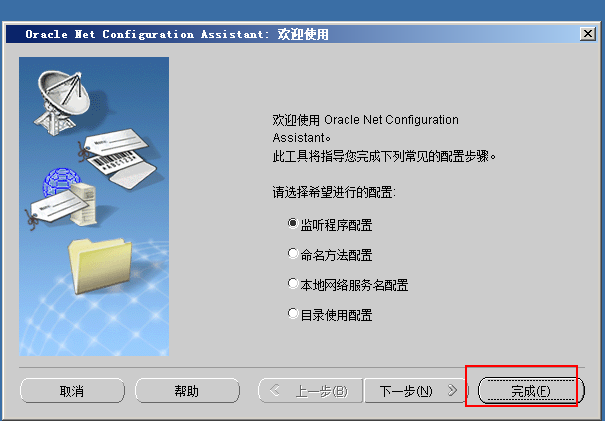 Oracle Net Configuration Assistant: 欢迎使用
欢迎使用 Oracle Net Configuration
Assistant。
此工具将指导您完成下列常见的配置步骤。
请选择希望进行的配置:
监听程序配置
命名方法配置
本地网络服务名配置
目录使用配置
取消
帮助
上一步(B)
下一步(N)
完成(F)